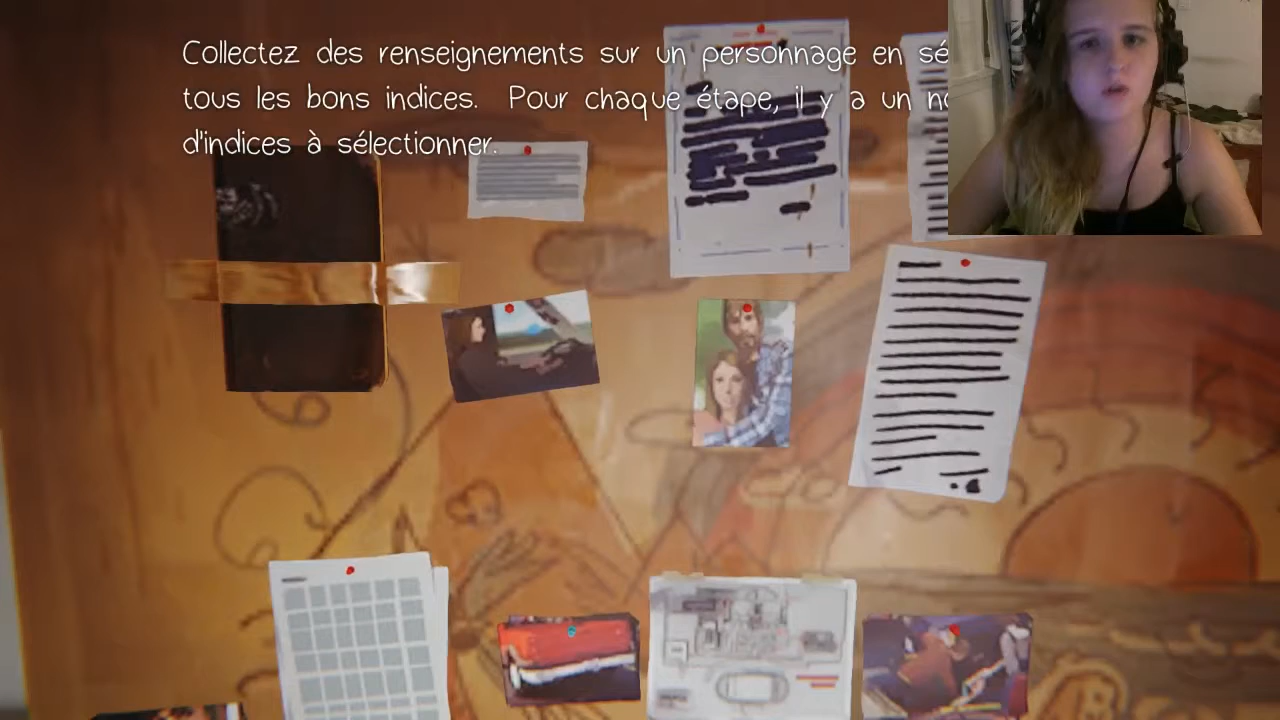 Collectez des renseignements sur un personnage en sé
tous les bons indices. Pour chaque étape, il y a un no
d'indices à sélectionner.